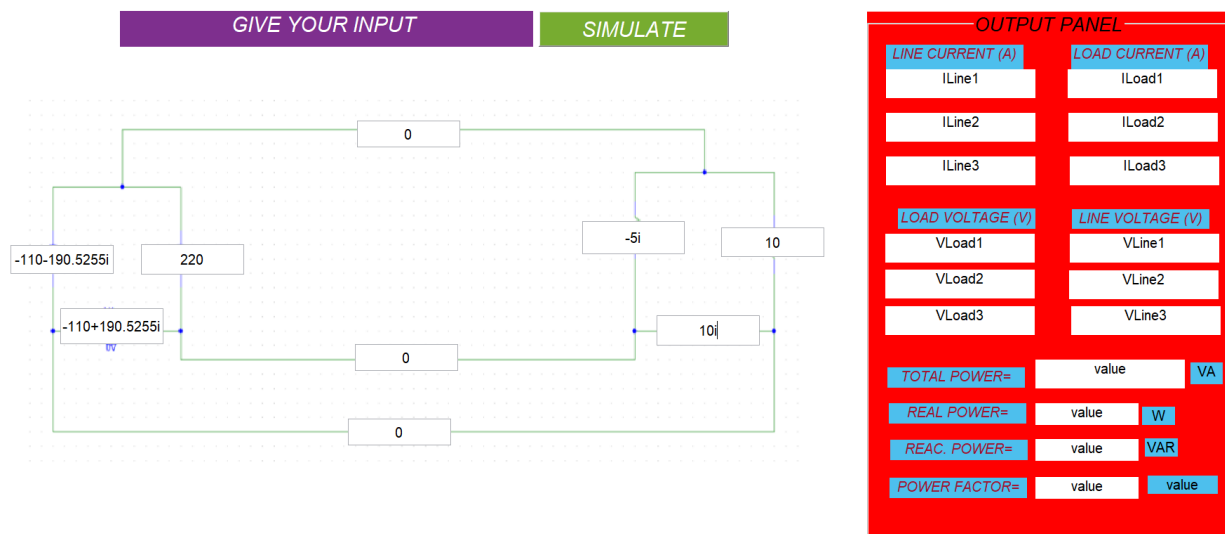 GIVE YOUR INPUT
SIMULATE
0
-110-190.5255i
220
-5i
10
-110+190.5255i
10i
0
0
OUTPUT PANEL
LINE CURRENT (A) LOAD CURRENT (A)
ILine1 ILoad1
ILine2 ILoad2
ILine3 ILoad3
LOAD VOLTAGE (V) LINE VOLTAGE (V)
VLoad1 VLine1
VLoad2 VLine2
VLoad3 VLine3
TOTAL POWER= value VA
REAL POWER= value W
REAC. POWER= value VAR
POWER FACTOR= value value